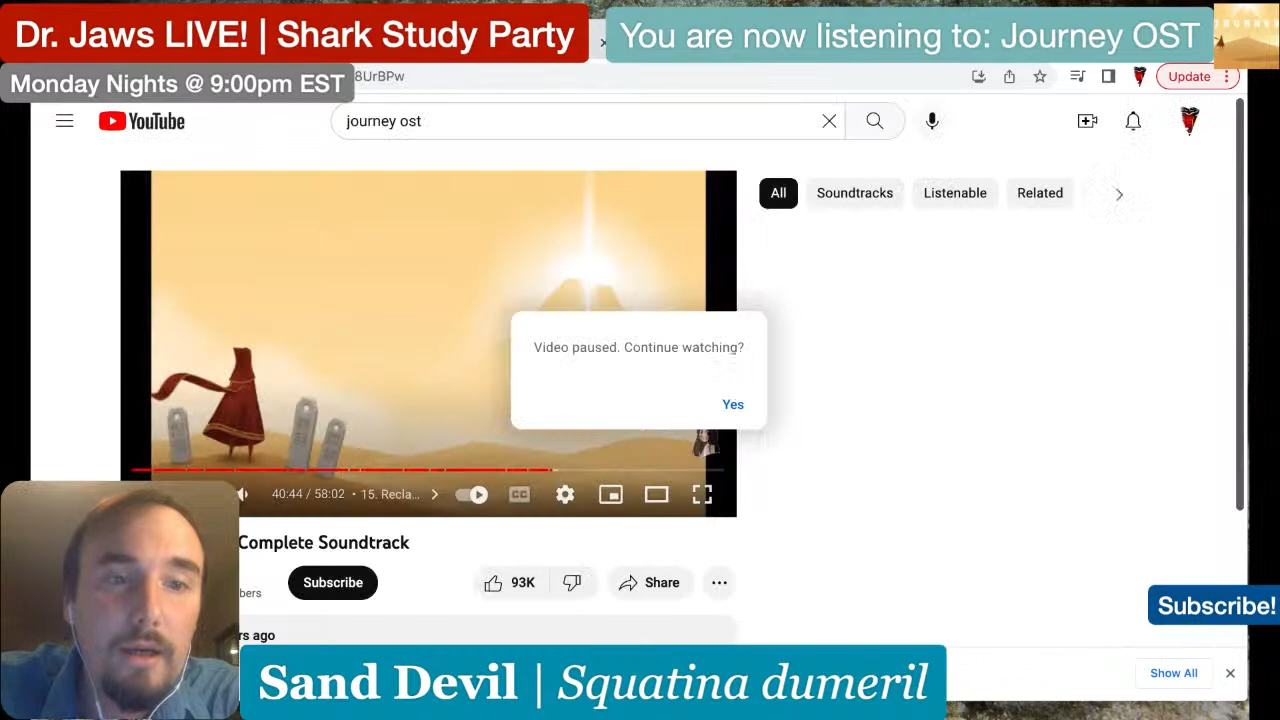 Dr. Jaws LIVE! | Shark Study Party
You are now listening to: Journey OST
Monday Nights @ 9:00pm EST
8UrBPw
Update
YouTube
journey ost
All
Soundtracks
Listenable
Related
Video paused. Continue watching?
Yes
40:44 / 58:02 • 15. Recla...
CC
Complete Soundtrack
bers
Subscribe
93K
Share
rs ago
Subscribe!
Sand Devil | Squatina dumeril
Show All